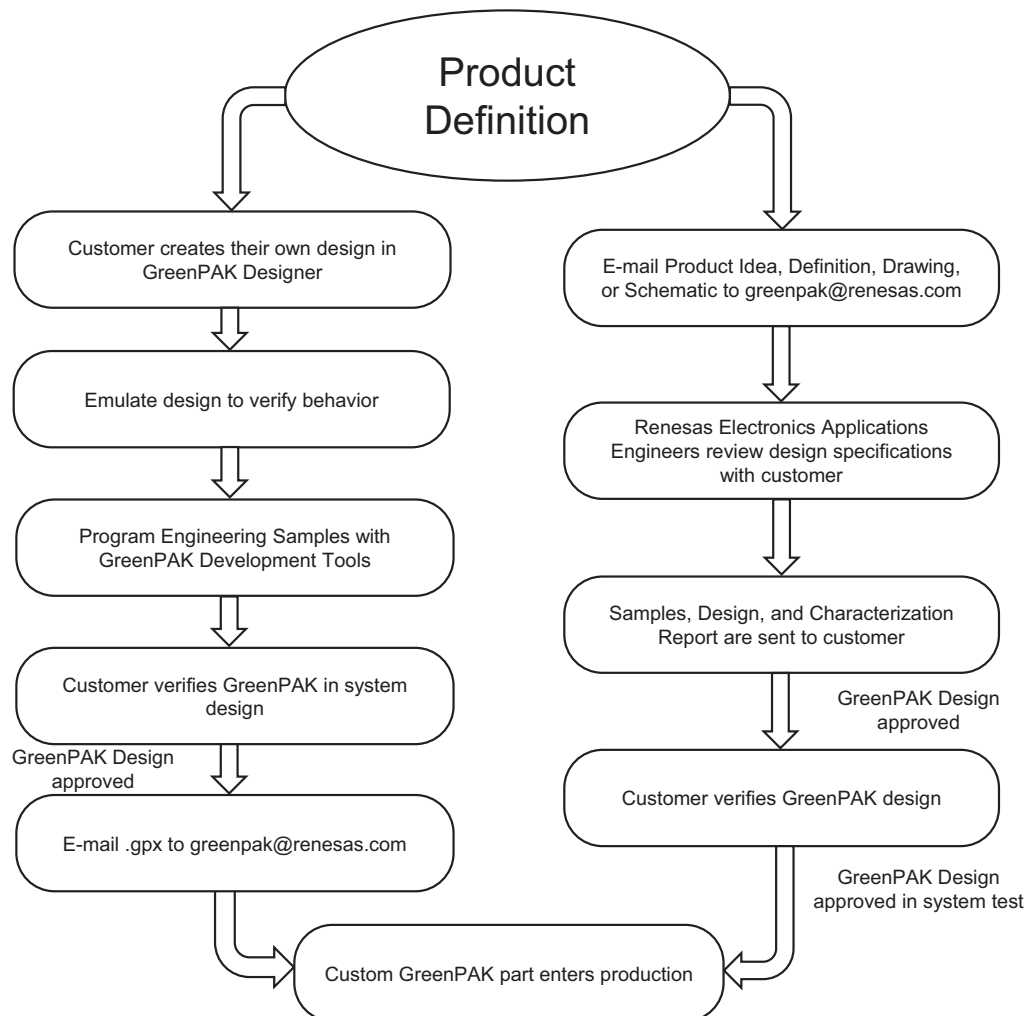 Product
Definition
Customer creates their own design in
GreenPAK Designer
Emulate design to verify behavior
Program Engineering Samples with
GreenPAK Development Tools
Customer verifies GreenPAK in system
design
GreenPAK Design
approved
E-mail .gpx to greenpak@renesas.com
E-mail Product Idea, Definition, Drawing,
or Schematic to greenpak@renesas.com
Renesas Electronics Applications
Engineers review design specifications
with customer
Samples, Design, and Characterization
Report are sent to customer
GreenPAK Design
approved
Customer verifies GreenPAK design
GreenPAK Design
approved in system test
Custom GreenPAK part enters production